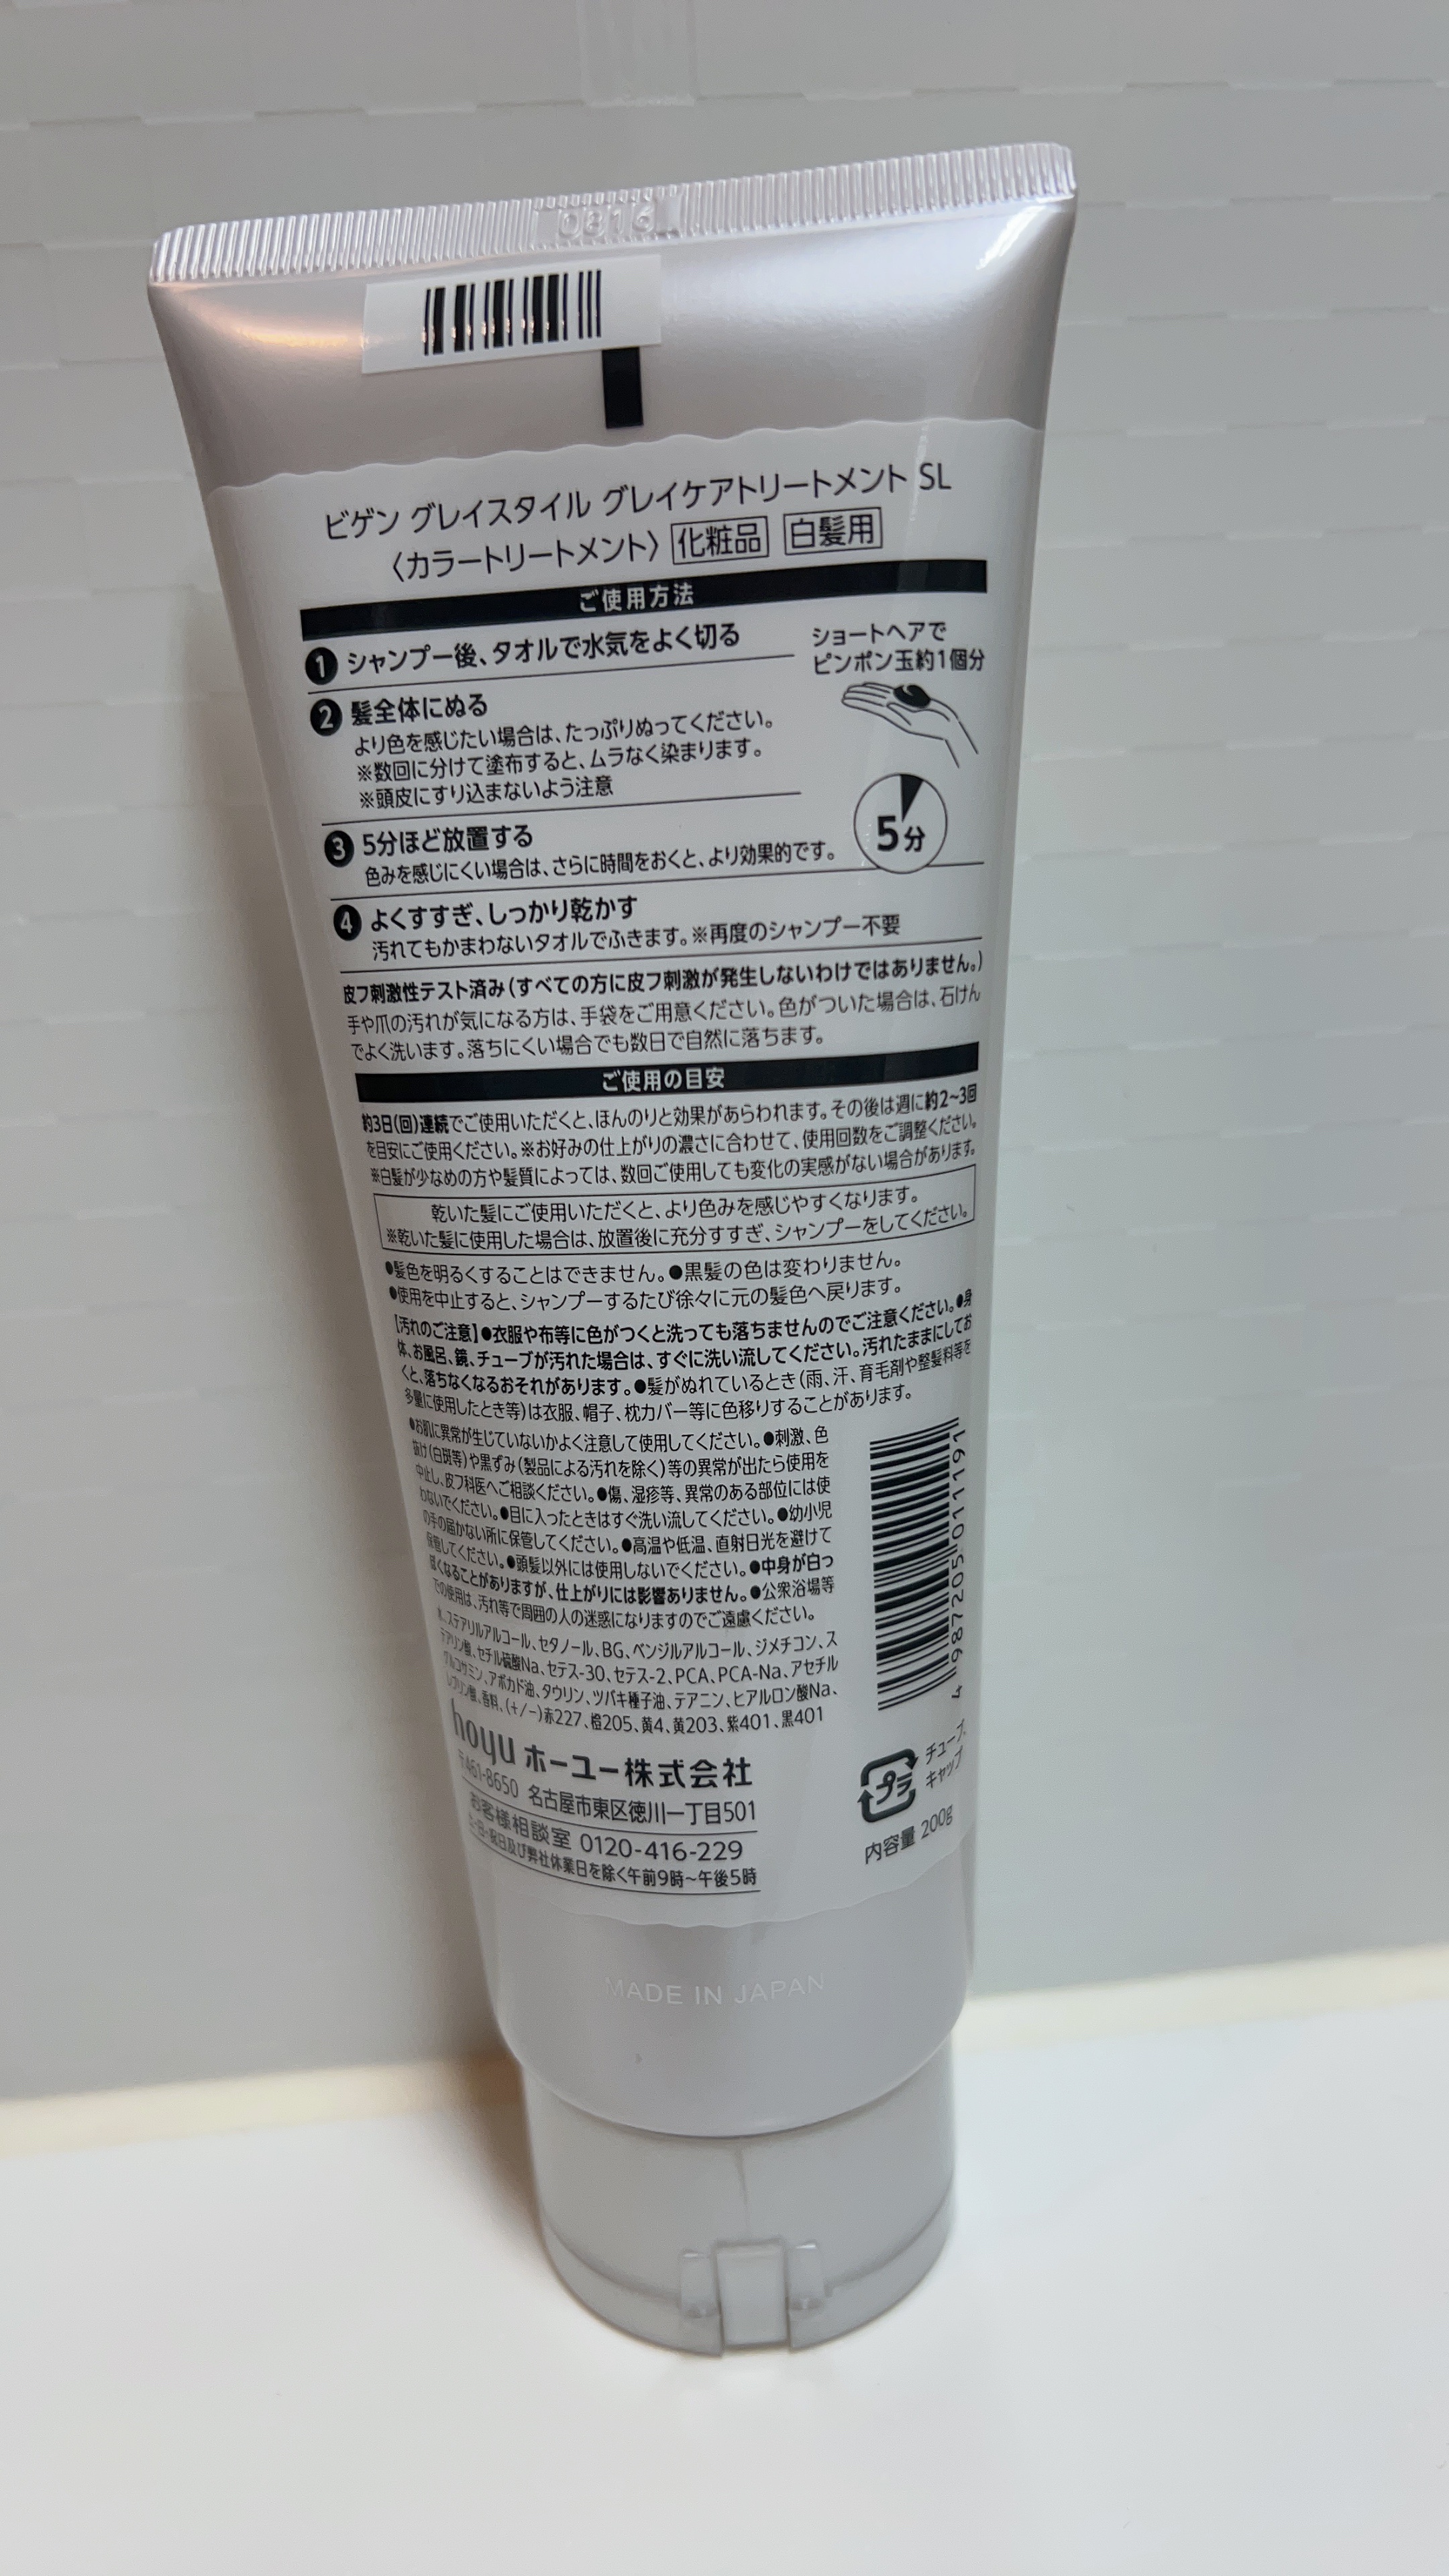 0816
ビゲン グレイスタイル グレイケアトリートメント SL
〈カラートリートメント〉 化粧品 白髪用
ご使用方法
1 シャンプー後、タオルで水気をよく切る
ショートヘアで
ピンポン玉約1個分
2 髪全体にぬる
より色を感じたい場合は、たっぷりぬってください。
※数回に分けて塗布すると、ムラなく染まります。
※頭皮にすり込まないよう注意
3 5分ほど放置する
色みを感じにくい場合は、さらに時間をおくと、より効果的です。
5分
4 よくすすぎ、しっかり乾かす
汚れてもかまわないタオルでふきます。※再度のシャンプー不要
皮フ刺激性テスト済み(すべての方に皮フ刺激が発生しないわけではありません。)
手や爪の汚れが気になる方は、手袋をご用意ください。色がついた場合は、石けん
でよく洗います。落ちにくい場合でも数日で自然に落ちます。
ご使用の目安
約3日(回)連続でご使用いただくと、ほんのりと効果があらわれます。その後は週に約2~3回
を目安にご使用ください。※お好みの仕上がりの濃さに合わせて、使用回数をご調整ください。
※白髪が少なめの方や髪質によっては、数回ご使用しても変化の実感がない場合があります。
乾いた髪にご使用いただくと、より色みを感じやすくなります。
※乾いた髪に使用した場合は、放置後に充分すすぎ、シャンプーをしてください。
●髪色を明るくすることはできません。●黒髪の色は変わりません。
●使用を中止すると、シャンプーするたび徐々に元の髪色へ戻ります。
【汚れのご注意】●衣服や布等に色がつくと洗っても落ちませんのでご注意ください。●身
体、お風呂、鏡、チューブが汚れた場合は、すぐに洗い流してください。汚れたままにしてお
くと、落ちなくなるおそれがあります。●髪がぬれているとき(雨、汗、育毛剤や整髪料等を
多量に使用したとき等)は衣服、帽子、枕カバー等に色移りすることがあります。
●お肌に異常が生じていないかよく注意して使用してください。●刺激、色
抜け(白斑等)や黒ずみ(製品による汚れを除く)等の異常が出たら使用を
中止し、皮フ科医へご相談ください。●傷、湿疹等、異常のある部位には使
わないでください。●目に入ったときはすぐ洗い流してください。●幼小児
の手の届かない所に保管してください。●高温や低温、直射日光を避けて
保管してください。●頭髪以外には使用しないでください。●中身が白っ
ぽくなることがありますが、仕上がりには影響ありません。●公衆浴場等
での使用は、汚れ等で周囲の人の迷惑になりますのでご遠慮ください。
水、ステアリルアルコール、セタノール、BG、ベンジルアルコール、ジメチコン、ス
テアリン酸、セチル硫酸Na、セテス-30、セテス-2、PCA、PCA-Na、アセチル
グルコサミン、アボカド油、タウリン、ツバキ種子油、テアニン、ヒアルロン酸Na、
レブリン酸、香料、(+/−)赤227、橙205、黄4、黄203、紫401、黒401
4 987205 011191
hoyu ホーユー株式会社
〒461-8650 名古屋市東区徳川一丁目501
お客様相談室 0120-416-229
土・日・祝日及び弊社休業日を除く午前9時~午後5時
プラ
チューブ、
キャップ
内容量 200g
MADE IN JAPAN